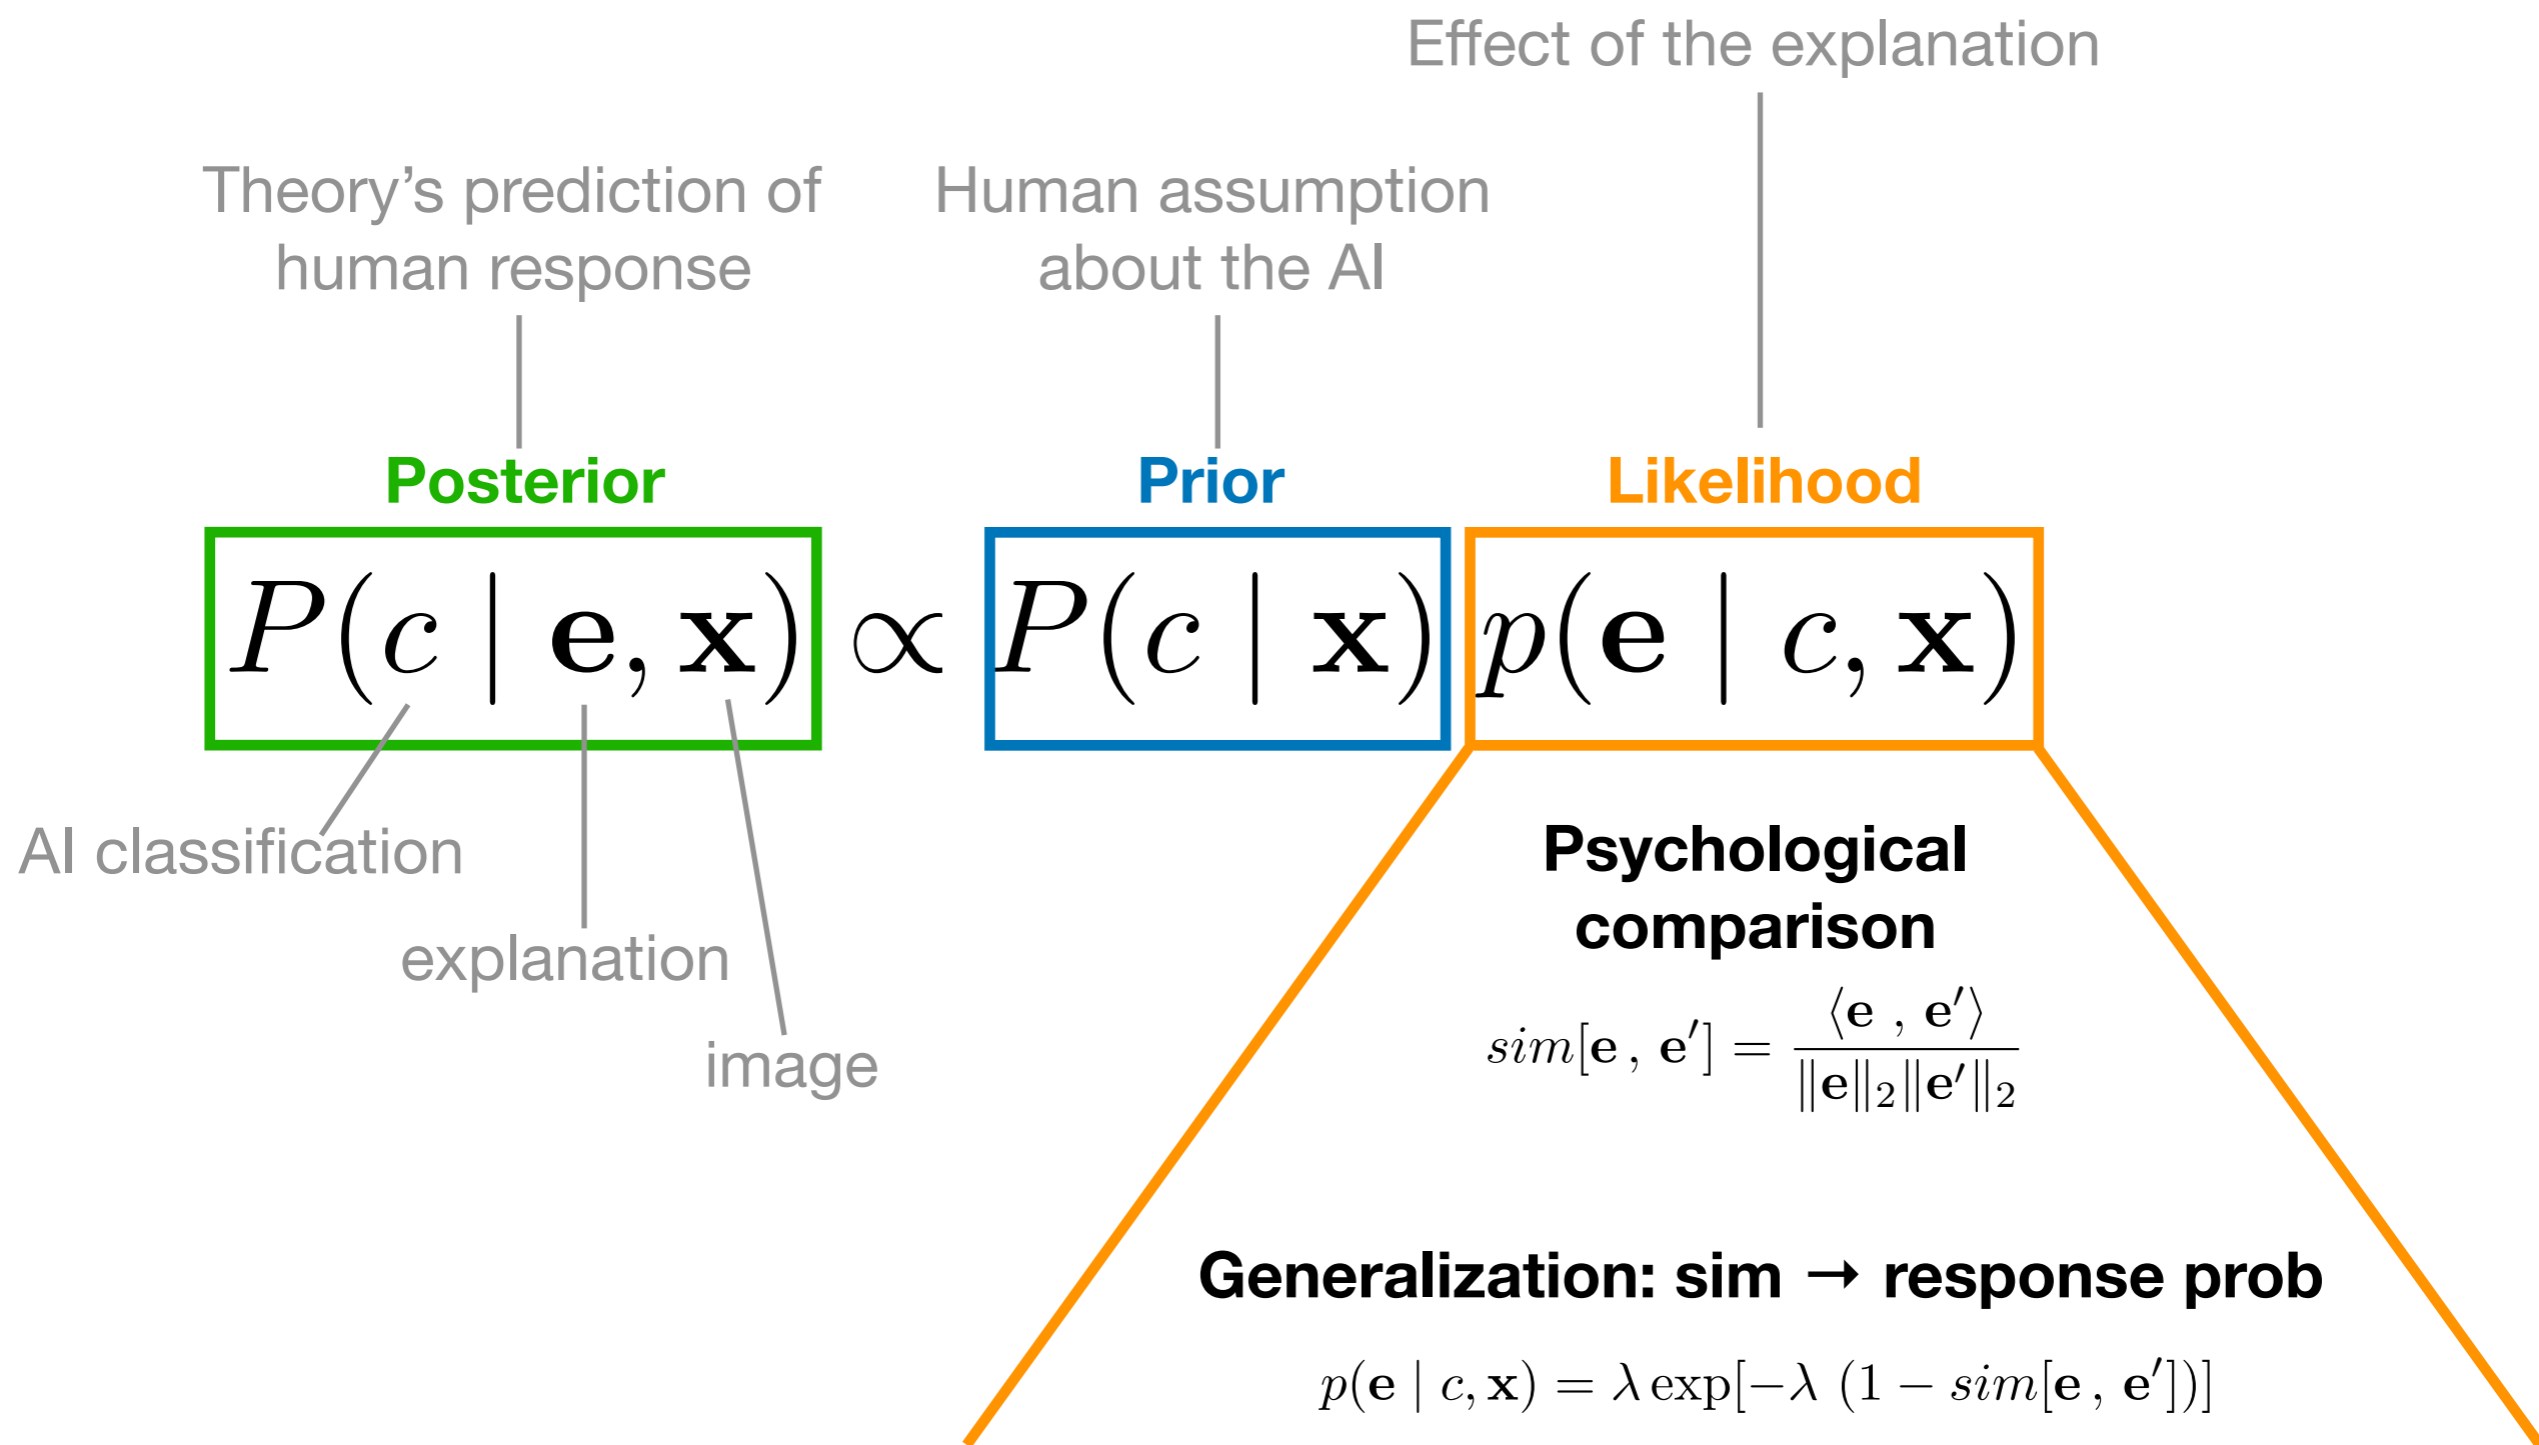 Effect of the explanation
Theory’s prediction of
human response
Human assumption
about the AI
Posterior
Prior
Likelihood
P(c | e, x) ∝ P(c | x) p(e | c, x)
AI classification
explanation
image
Psychological
comparison
sim[e , e′] = ⟨e , e′⟩ / ‖e‖₂‖e′‖₂
Generalization: sim → response prob
p(e | c, x) = λ exp[−λ (1 − sim[e , e′])]